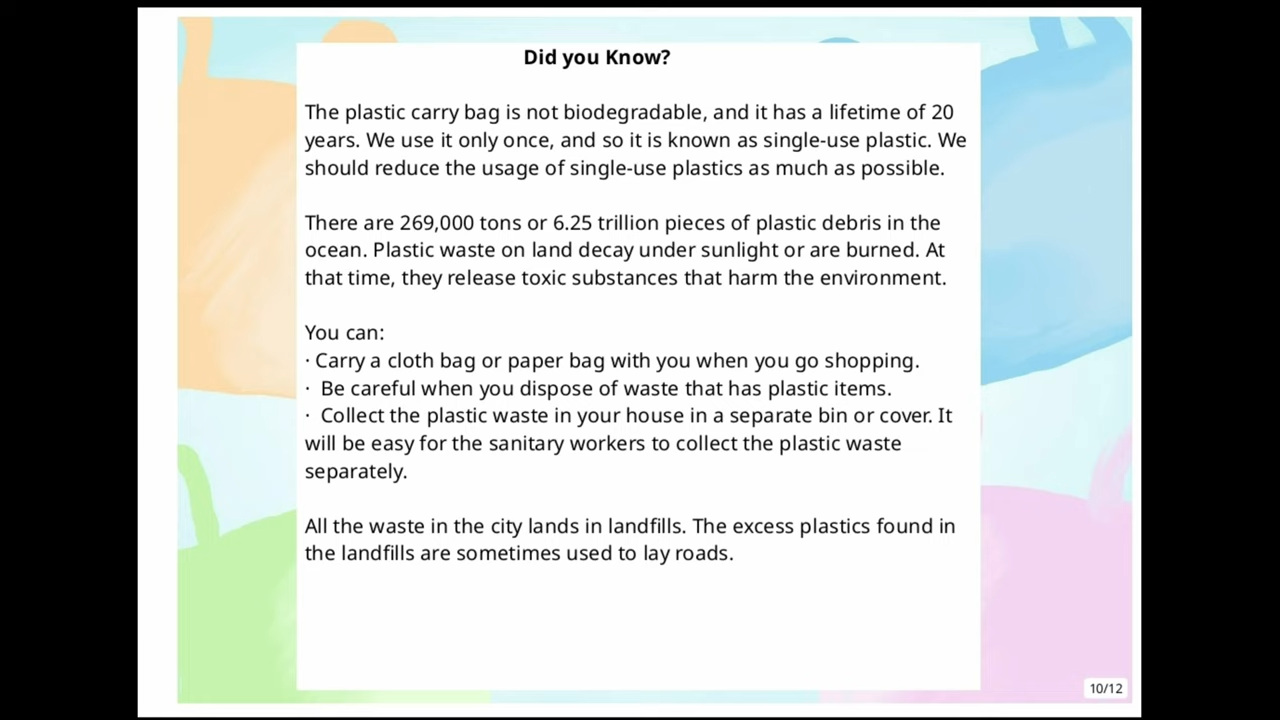 Did you Know?
The plastic carry bag is not biodegradable, and it has a lifetime of 20
years. We use it only once, and so it is known as single-use plastic. We
should reduce the usage of single-use plastics as much as possible.
There are 269,000 tons or 6.25 trillion pieces of plastic debris in the
ocean. Plastic waste on land decay under sunlight or are burned. At
that time, they release toxic substances that harm the environment.
You can:
· Carry a cloth bag or paper bag with you when you go shopping.
· Be careful when you dispose of waste that has plastic items.
· Collect the plastic waste in your house in a separate bin or cover. It
will be easy for the sanitary workers to collect the plastic waste
separately.
All the waste in the city lands in landfills. The excess plastics found in
the landfills are sometimes used to lay roads.
10/12